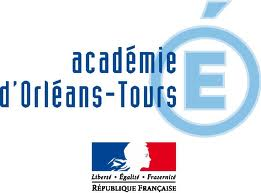 académie
d'Orléans-Tours
É
Liberté • Égalité • Fraternité
RÉPUBLIQUE FRANÇAISE